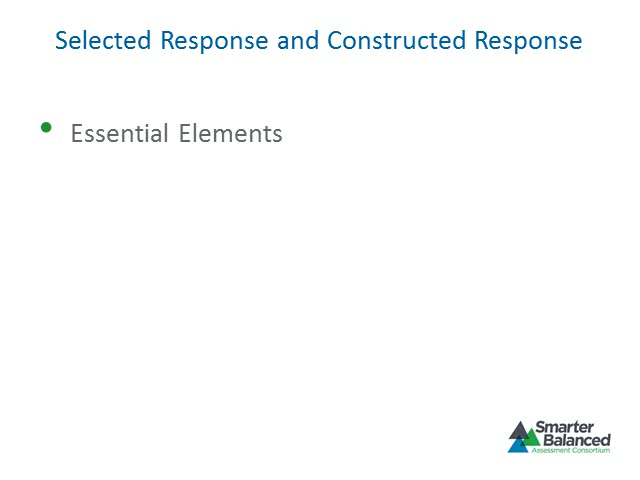 Selected Response and Constructed Response
• Essential Elements
Smarter
Balanced
Assessment Consortium